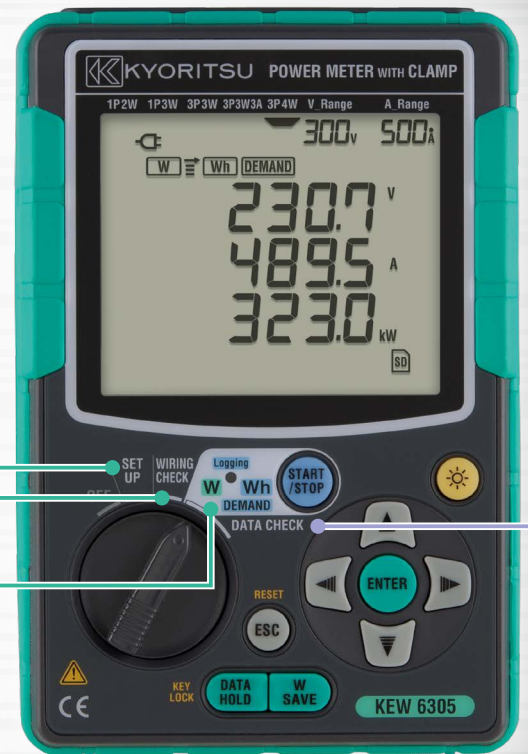 KYORITSU POWER METER WITH CLAMP
1P2W 1P3W 3P3W 3P3W3A 3P4W V_Range A_Range
300V 500A
W Wh DEMAND
230.7 V
489.5 A
323.0 kW
SD
SET UP
WIRING CHECK
Logging
OFF
W Wh
DEMAND
START /STOP
DATA CHECK
RESET
ESC
ENTER
KEY LOCK
DATA HOLD
W SAVE
CE
KEW 6305